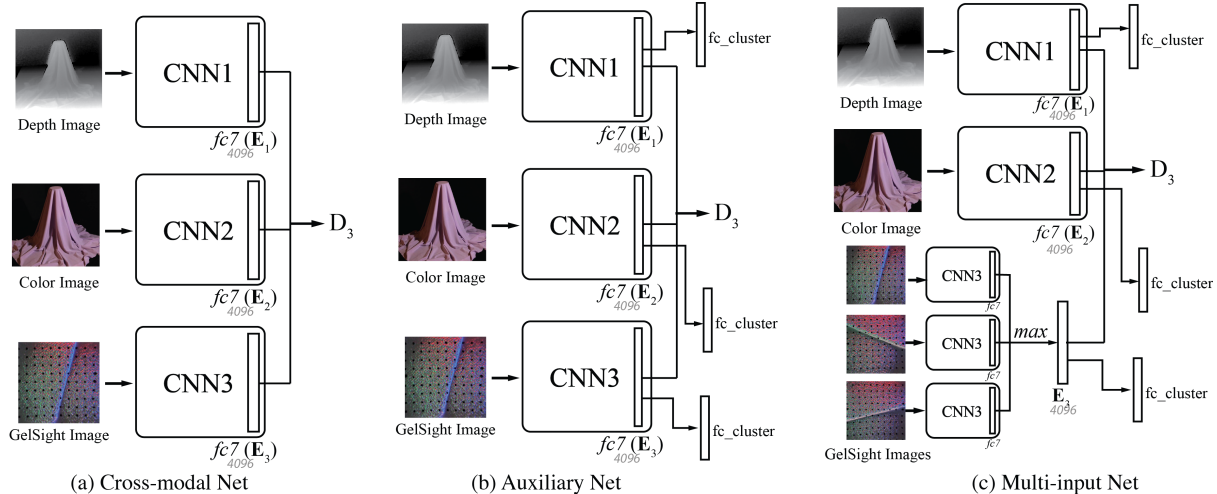 CNN1
Depth Image
fc7 (E1)
4096
CNN2
D3
Color Image
fc7 (E2)
4096
CNN3
GelSight Image
fc7 (E3)
4096
(a) Cross-modal Net
CNN1
fc_cluster
Depth Image
fc7 (E1)
4096
CNN2
D3
Color Image
fc7 (E2)
4096
fc_cluster
CNN3
GelSight Image
fc7 (E3)
4096
fc_cluster
(b) Auxiliary Net
CNN1
fc_cluster
Depth Image
fc7 (E1)
4096
CNN2
D3
Color Image
fc7 (E2)
4096
fc_cluster
CNN3
fc7
CNN3
fc7
max
CNN3
fc7
E3
4096
fc_cluster
GelSight Images
(c) Multi-input Net